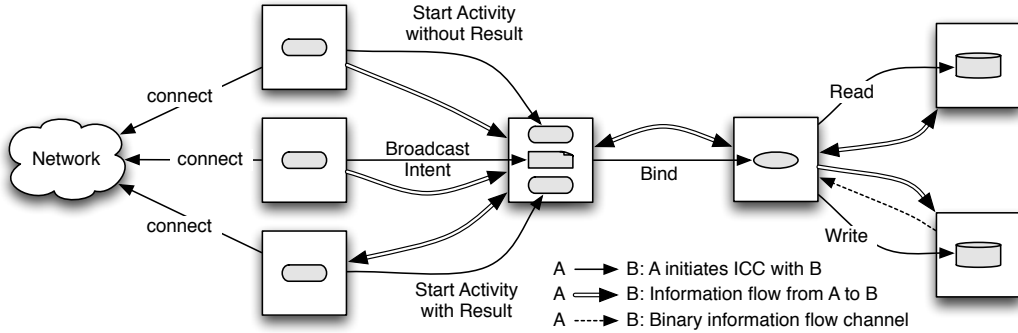 Start Activity
without Result
connect
Read
Network
connect
Broadcast
Intent
Bind
connect
Write
Start Activity
with Result
A B: A initiates ICC with B
A B: Information flow from A to B
A B: Binary information flow channel